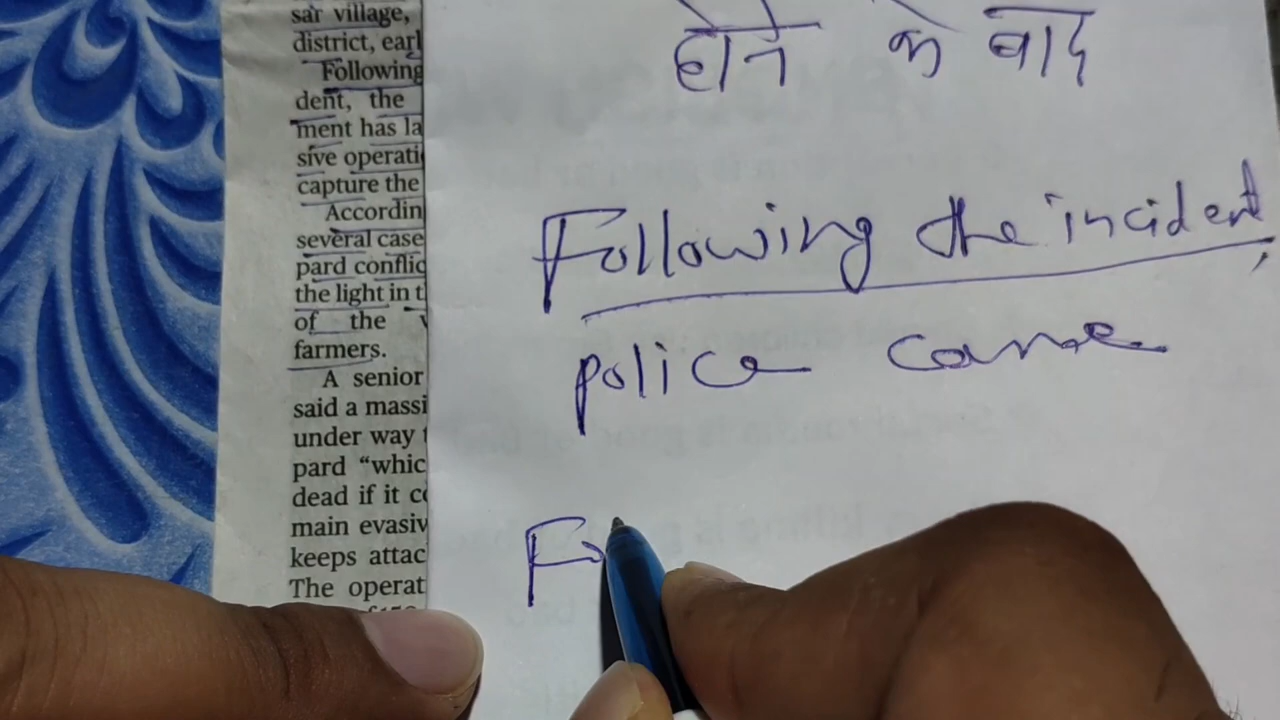 sar village,
district, earl
Following
dent, the
ment has la
sive operati
capture the
Accordin
several case
pard conflic
the light in t
of the v
farmers.
A senior
said a massi
under way t
pard “whic
dead if it co
main evasiv
keeps attac
The operat
होने के बाद
Following the incident,
police came
Fo